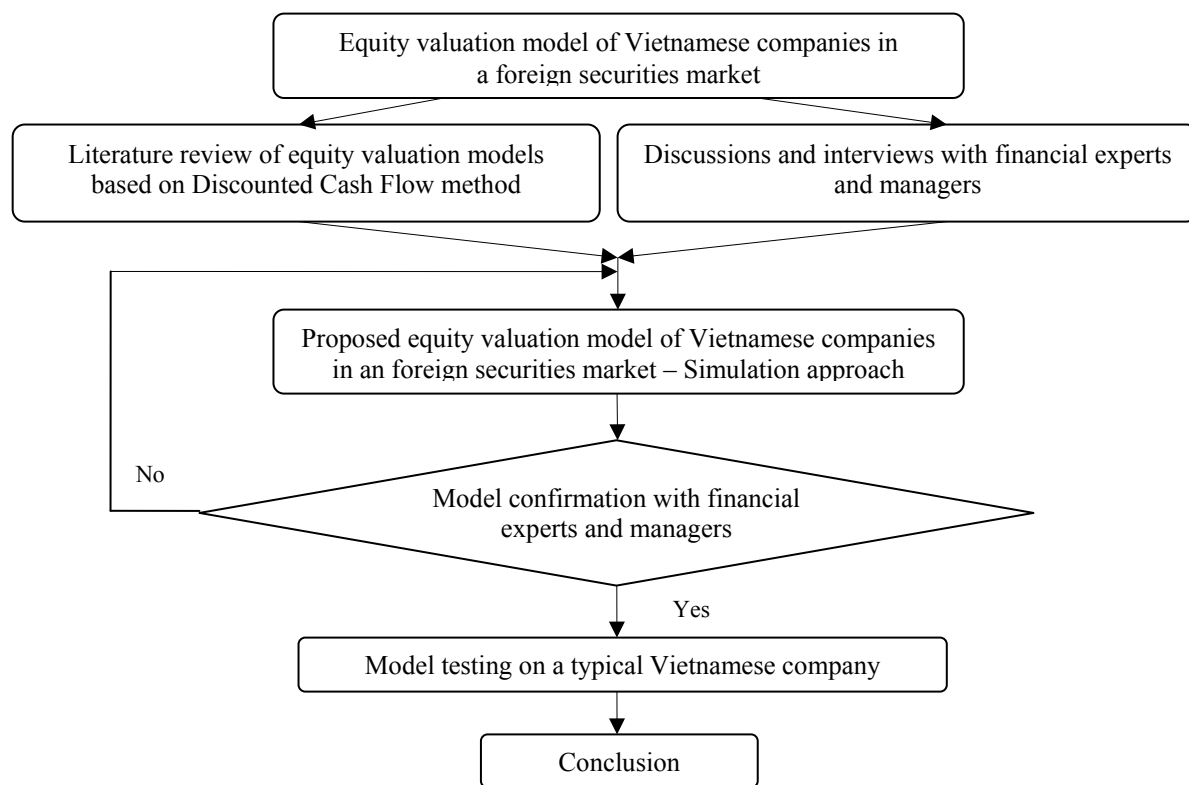 Equity valuation model of Vietnamese companies in
a foreign securities market
Literature review of equity valuation models
based on Discounted Cash Flow method
Discussions and interviews with financial experts
and managers
Proposed equity valuation model of Vietnamese companies
in an foreign securities market – Simulation approach
No
Model confirmation with financial
experts and managers
Yes
Model testing on a typical Vietnamese company
Conclusion